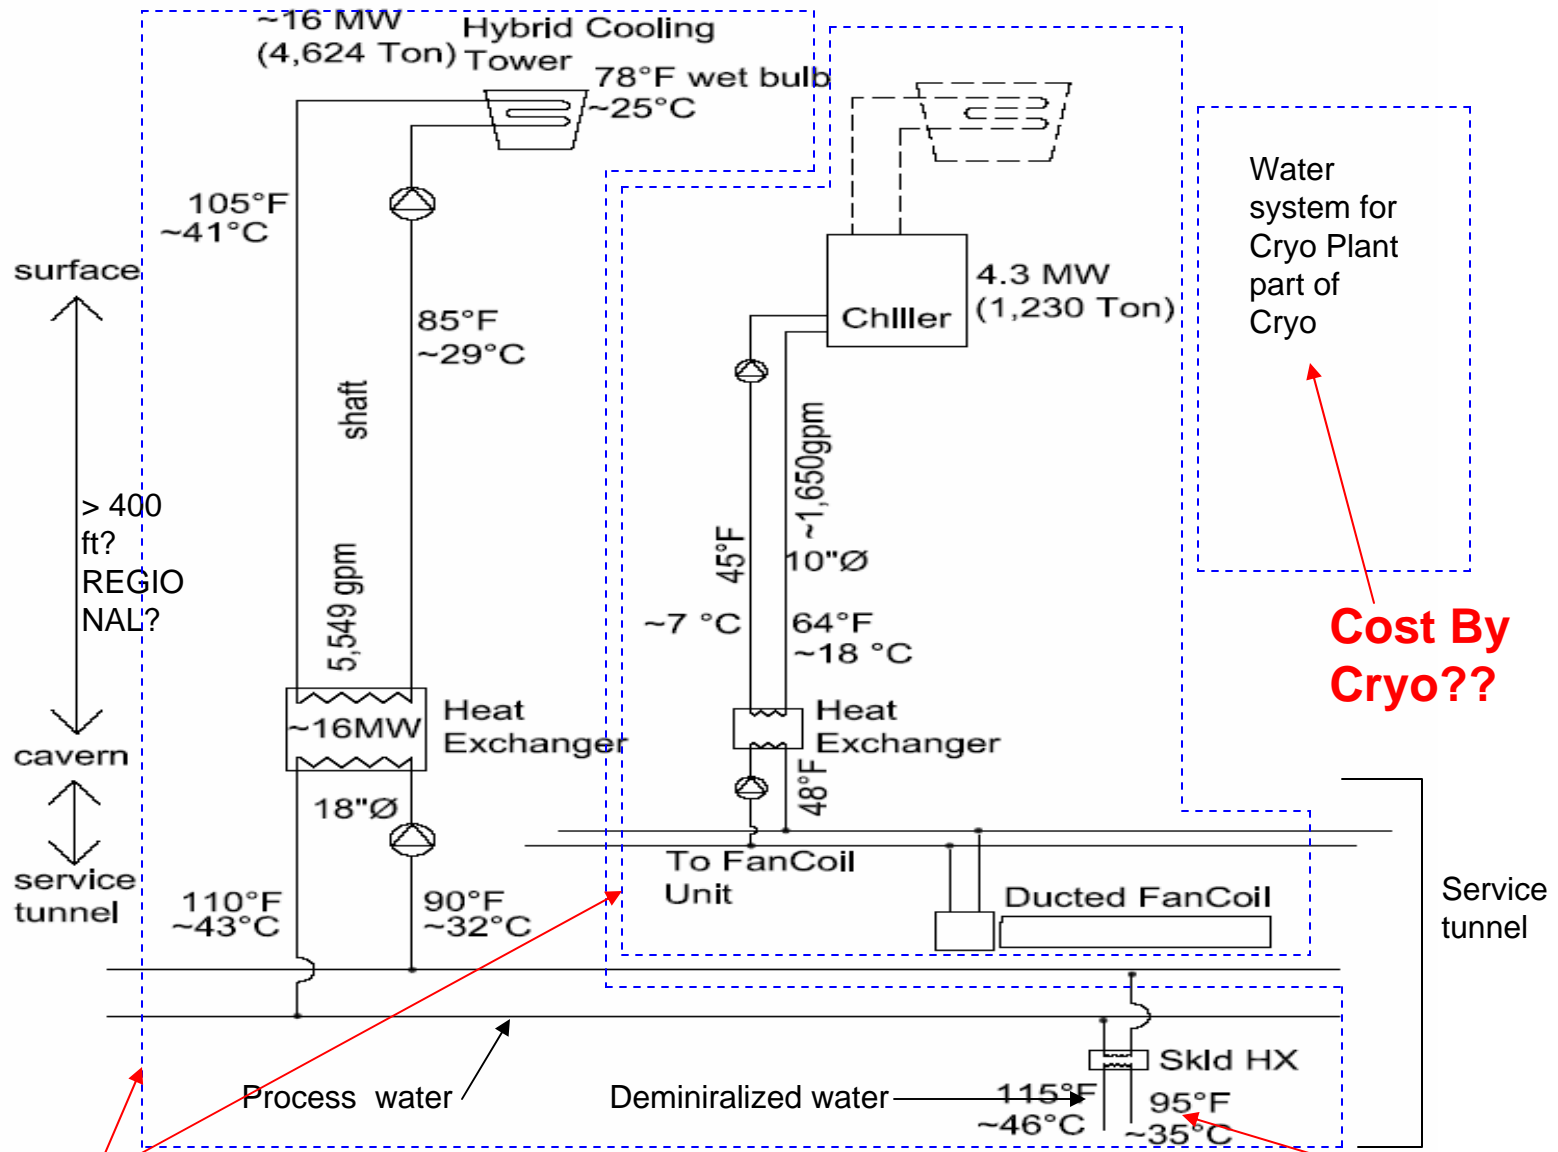 ~16 MW
(4,624 Ton)
Hybrid Cooling
Tower
78°F wet bulb
~25°C
105°F
~41°C
surface
85°F
~29°C
shaft
5,549 gpm
> 400
ft?
REGIO
NAL?
~16MW
Heat
Exchanger
cavern
18"Ø
service
tunnel
110°F
~43°C
90°F
~32°C
Chiller
4.3 MW
(1,230 Ton)
~1,650gpm
45°F
10"Ø
~7 °C
64°F
~18 °C
Heat
Exchanger
48°F
To FanCoil
Unit
Ducted FanCoil
Water
system for
Cryo Plant
part of
Cryo
Cost By
Cryo??
Service
tunnel
Process water
Deminiralized water
Skid HX
115°F
~46°C
95°F
~35°C